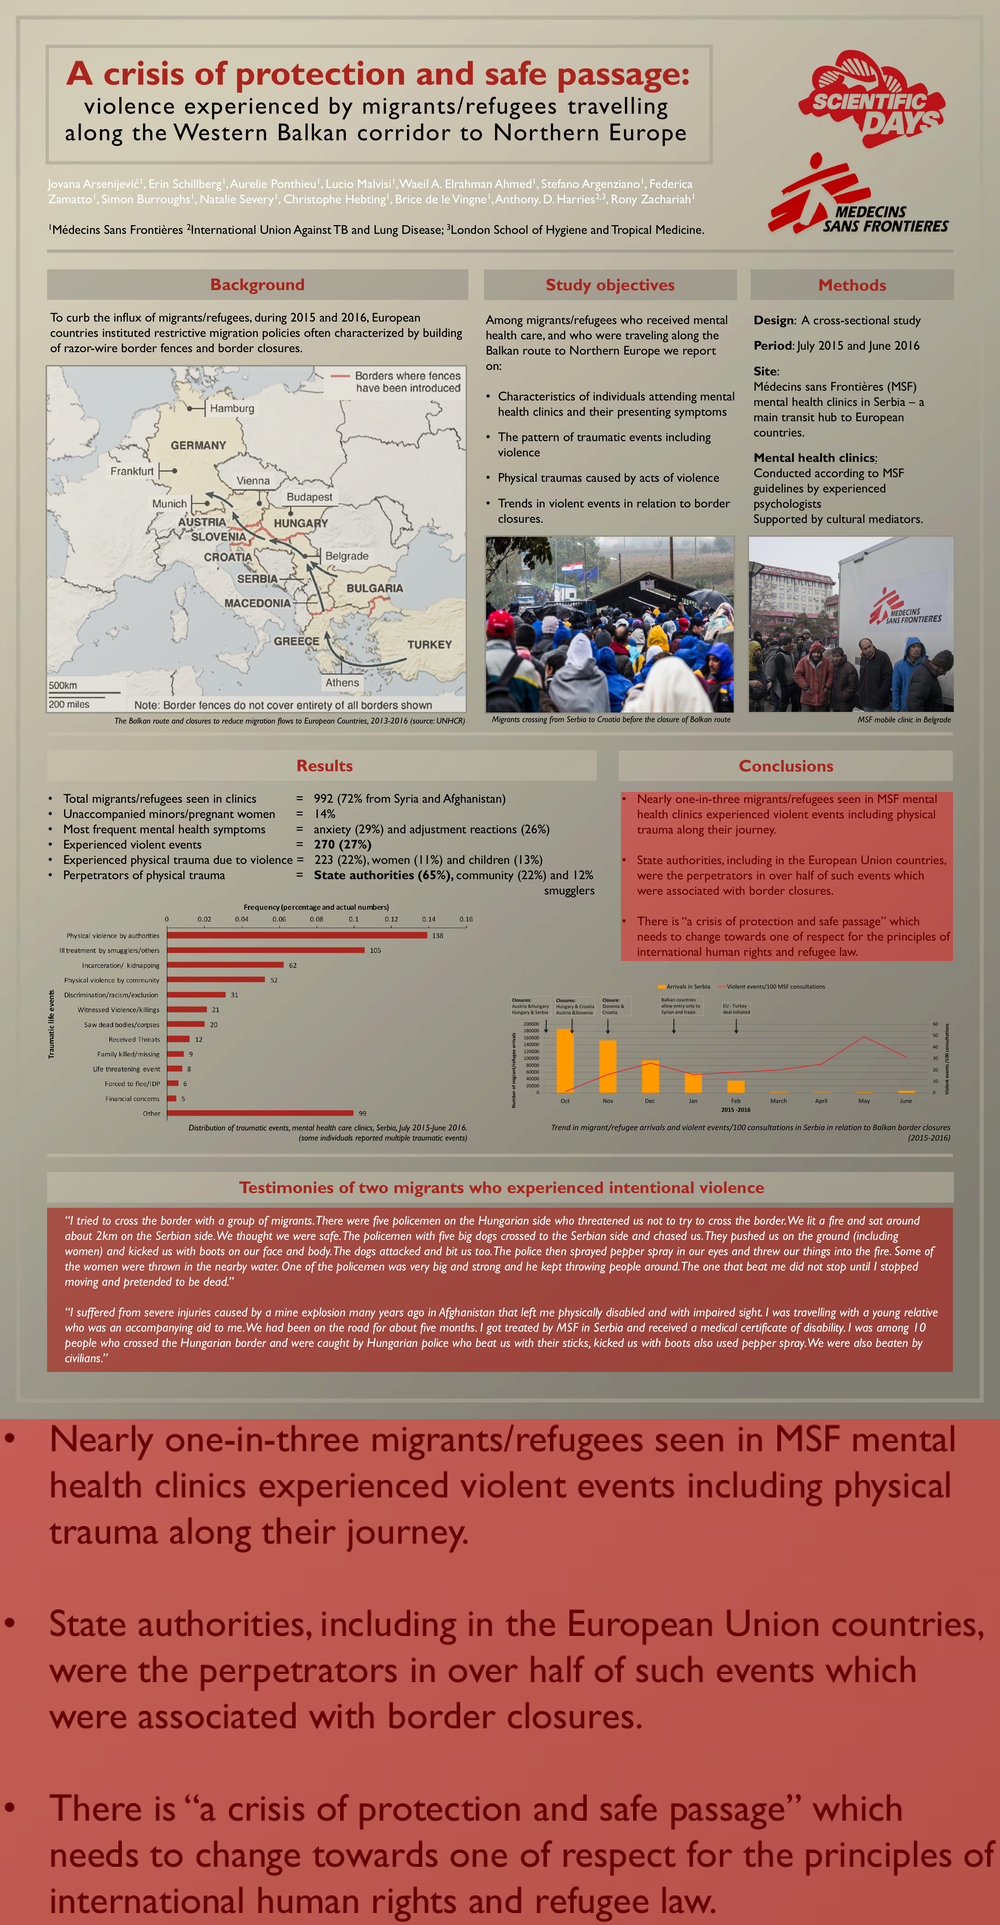 A crisis of protection and safe passage:
violence experienced by migrants/refugees travelling
along the Western Balkan corridor to Northern Europe
SCIENTIFIC
DAYS
MEDECINS
SANS FRONTIERES
Jovana Arsenijević¹, Erin Schillberg¹, Aurelie Ponthieu¹, Lucio Malvisi¹, Waeil A. Elrahman Ahmed¹, Stefano Argenziano¹, Federica
Zamatto¹, Simon Burroughs¹, Natalie Severy¹, Christophe Hebting¹, Brice de le Vingne¹, Anthony. D. Harries²,³, Rony Zachariah¹
¹Médecins Sans Frontières ²International Union Against TB and Lung Disease; ³London School of Hygiene and Tropical Medicine.
Background
To curb the influx of migrants/refugees, during 2015 and 2016, European
countries instituted restrictive migration policies often characterized by building
of razor-wire border fences and border closures.
Borders where fences
have been introduced
Hamburg
GERMANY
Frankfurt
Vienna
Munich
Budapest
AUSTRIA
HUNGARY
SLOVENIA
CROATIA
Belgrade
SERBIA
BULGARIA
MACEDONIA
GREECE
TURKEY
Athens
500km
200 miles
Note: Border fences do not cover entirety of all borders shown
The Balkan route and closures to reduce migration flows to European Countries, 2013-2016 (source: UNHCR)
Study objectives
Among migrants/refugees who received mental
health care, and who were traveling along the
Balkan route to Northern Europe we report
on:
• Characteristics of individuals attending mental
health clinics and their presenting symptoms
• The pattern of traumatic events including
violence
• Physical traumas caused by acts of violence
• Trends in violent events in relation to border
closures.
Migrants crossing from Serbia to Croatia before the closure of Balkan route
Methods
Design: A cross-sectional study
Period: July 2015 and June 2016
Site:
Médecins sans Frontières (MSF)
mental health clinics in Serbia – a
main transit hub to European
countries.
Mental health clinics;
Conducted according to MSF
guidelines by experienced
psychologists
Supported by cultural mediators.
MEDECINS
SANS FRONTIERES
MSF mobile clinic in Belgrade
Results
• Total migrants/refugees seen in clinics = 992 (72% from Syria and Afghanistan)
• Unaccompanied minors/pregnant women = 14%
• Most frequent mental health symptoms = anxiety (29%) and adjustment reactions (26%)
• Experienced violent events = 270 (27%)
• Experienced physical trauma due to violence = 223 (22%), women (11%) and children (13%)
• Perpetrators of physical trauma = State authorities (65%), community (22%) and 12%
smugglers
Frequency (percentage and actual numbers)
0 0.02 0.04 0.06 0.08 0.1 0.12 0.14 0.16
Traumatic life events
Physical violence by authorities 138
Ill treatment by smugglers/others 105
Incarceration/ kidnapping 62
Physical violence by community 52
Discrimination/racism/exclusion 31
Witnessed Violence/killings 21
Saw dead bodies/corpses 20
Received Threats 12
Family killed/missing 9
Life threatening event 8
Forced to flee/IDP 6
Financial concerns 5
Other 99
Distribution of traumatic events, mental health care clinics, Serbia, July 2015-June 2016.
(some individuals reported multiple traumatic events)
Conclusions
• Nearly one-in-three migrants/refugees seen in MSF mental
health clinics experienced violent events including physical
trauma along their journey.
• State authorities, including in the European Union countries,
were the perpetrators in over half of such events which
were associated with border closures.
• There is “a crisis of protection and safe passage” which
needs to change towards one of respect for the principles of
international human rights and refugee law.
Arrivals in Serbia Violent events/100 MSF consultations
Closures:
Austria &Hungary
Hungary & Serbia
Closures:
Hungary & Croatia
Austria &Slovenia
Closure:
Slovenia &
Croatia
Balkan countries
allow entry only to
Syrian and Iraqis
EU - Turkey
deal initiated
Number of migrant/refugee arrivals
200000
180000
160000
140000
120000
100000
80000
60000
40000
20000
0
60
50
40
30
20
10
0
Violent events /100 consultations
Oct Nov Dec Jan Feb March April May June
2015 -2016
Trend in migrant/refugee arrivals and violent events/100 consultations in Serbia in relation to Balkan border closures
(2015-2016)
Testimonies of two migrants who experienced intentional violence
“I tried to cross the border with a group of migrants. There were five policemen on the Hungarian side who threatened us not to try to cross the border. We lit a fire and sat around
about 2km on the Serbian side. We thought we were safe. The policemen with five big dogs crossed to the Serbian side and chased us. They pushed us on the ground (including
women) and kicked us with boots on our face and body. The dogs attacked and bit us too. The police then sprayed pepper spray in our eyes and threw our things into the fire. Some of
the women were thrown in the nearby water. One of the policemen was very big and strong and he kept throwing people around. The one that beat me did not stop until I stopped
moving and pretended to be dead.”
“I suffered from severe injuries caused by a mine explosion many years ago in Afghanistan that left me physically disabled and with impaired sight. I was travelling with a young relative
who was an accompanying aid to me. We had been on the road for about five months. I got treated by MSF in Serbia and received a medical certificate of disability. I was among 10
people who crossed the Hungarian border and were caught by Hungarian police who beat us with their sticks, kicked us with boots also used pepper spray. We were also beaten by
civilians.”
• Nearly one-in-three migrants/refugees seen in MSF mental
health clinics experienced violent events including physical
trauma along their journey.
• State authorities, including in the European Union countries,
were the perpetrators in over half of such events which
were associated with border closures.
• There is “a crisis of protection and safe passage” which
needs to change towards one of respect for the principles of
international human rights and refugee law.